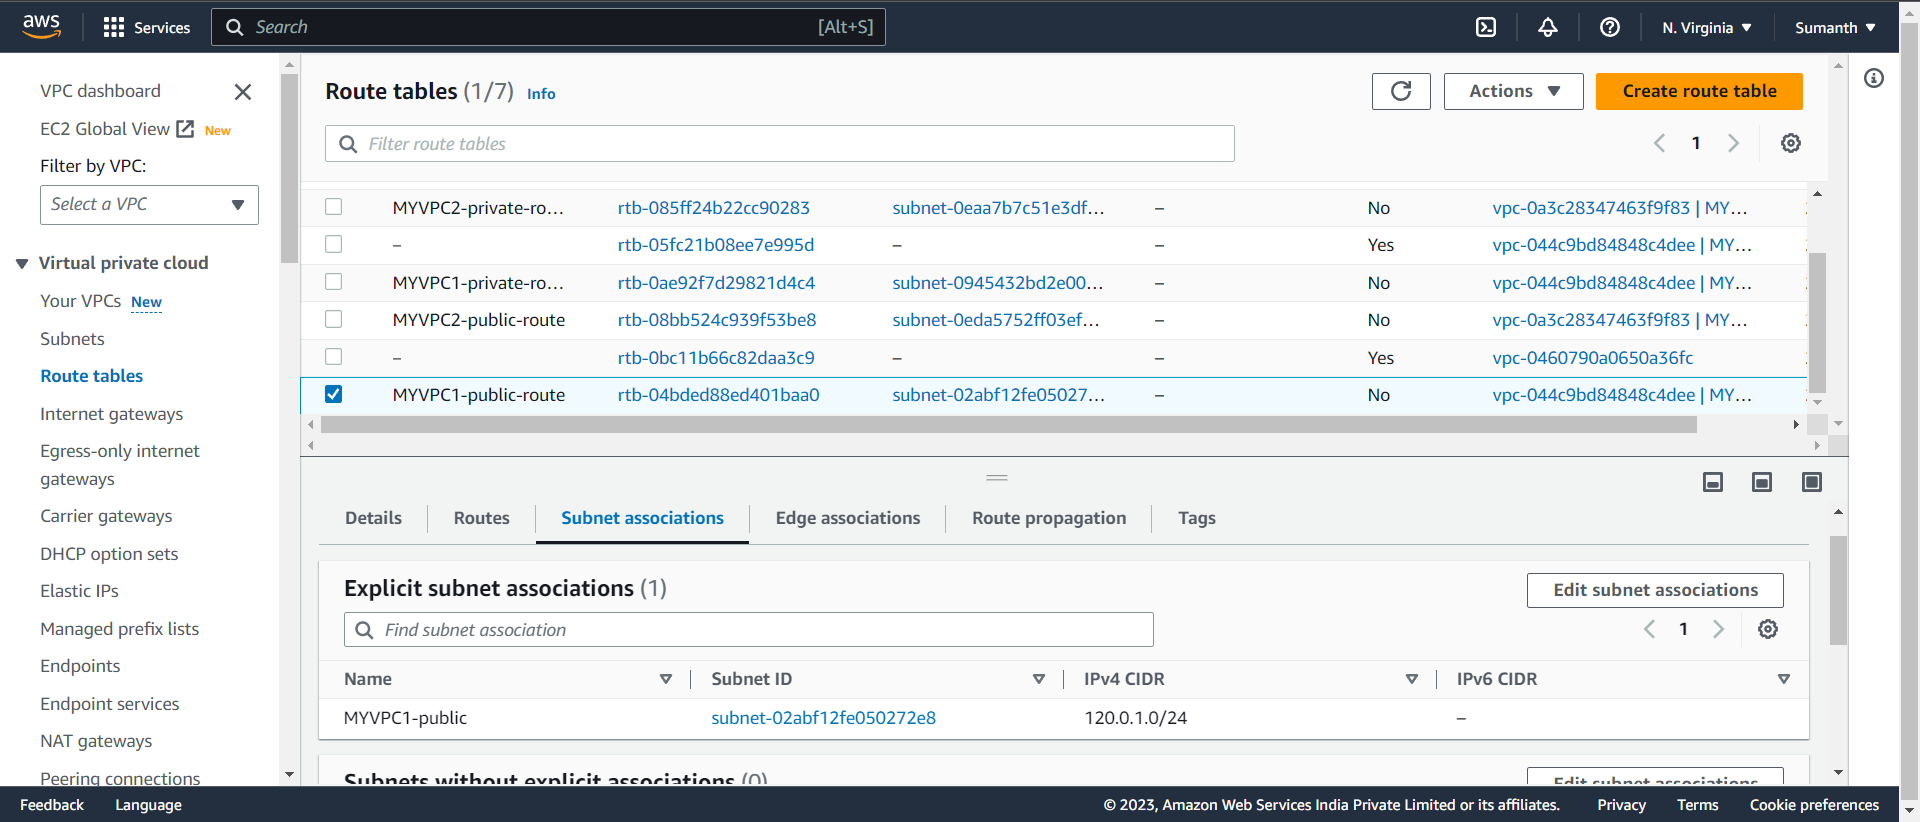 aws Services Search [Alt+S] N. Virginia Sumanth
VPC dashboard
EC2 Global View New
Filter by VPC:
Select a VPC
Virtual private cloud
Your VPCs New
Subnets
Route tables
Internet gateways
Egress-only internet
gateways
Carrier gateways
DHCP option sets
Elastic IPs
Managed prefix lists
Endpoints
Endpoint services
NAT gateways
Peering connections
Route tables (1/7) Info
Actions
Create route table
Filter route tables
1
MYVPC2-private-ro... rtb-085ff24b22cc90283 subnet-0eaa7b7c51e3df... – No vpc-0a3c28347463f9f83 | MY...
– rtb-05fc21b08ee7e995d – – Yes vpc-044c9bd84848c4dee | MY...
MYVPC1-private-ro... rtb-0ae92f7d29821d4c4 subnet-0945432bd2e00... – No vpc-044c9bd84848c4dee | MY...
MYVPC2-public-route rtb-08bb524c939f53be8 subnet-0eda5752ff03ef... – No vpc-0a3c28347463f9f83 | MY...
– rtb-0bc11b66c82daa3c9 – – Yes vpc-0460790a0650a36fc
MYVPC1-public-route rtb-04bded88ed401baa0 subnet-02abf12fe05027... – No vpc-044c9bd84848c4dee | MY...
Details Routes Subnet associations Edge associations Route propagation Tags
Explicit subnet associations (1)
Edit subnet associations
Find subnet association
1
Name Subnet ID IPv4 CIDR IPv6 CIDR
MYVPC1-public subnet-02abf12fe050272e8 120.0.1.0/24 –
Subnets without explicit associations (0)
Edit subnet associations
Feedback Language © 2023, Amazon Web Services India Private Limited or its affiliates. Privacy Terms Cookie preferences